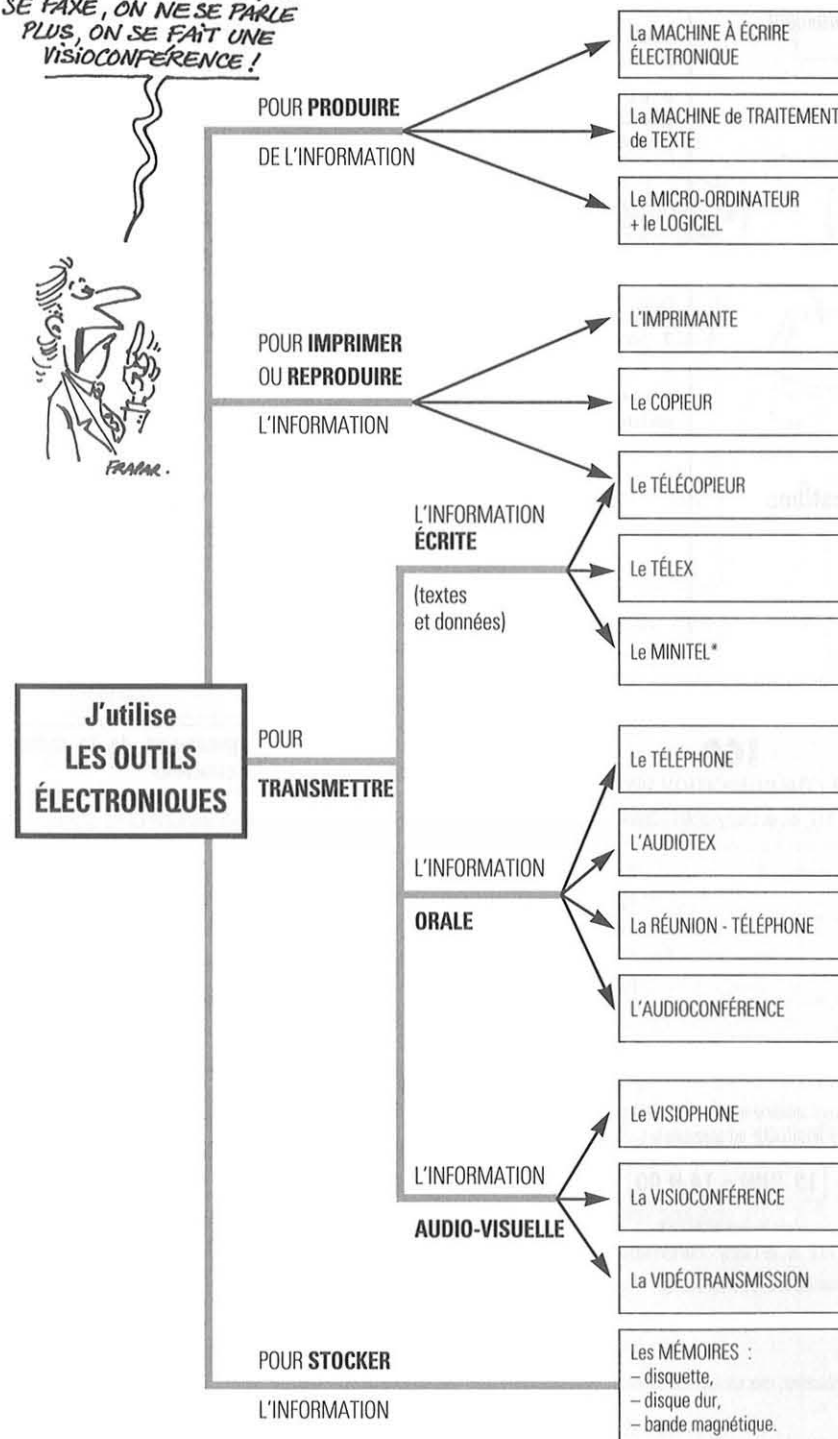 SE FAXE, ON NE SE PARLE
PLUS, ON SE FAIT UNE
VISIOCONFÉRENCE !
FRAPAR.
J'utilise
LES OUTILS
ÉLECTRONIQUES
POUR PRODUIRE
DE L'INFORMATION
La MACHINE À ÉCRIRE
ÉLECTRONIQUE
La MACHINE de TRAITEMENT
de TEXTE
Le MICRO-ORDINATEUR
+ le LOGICIEL
POUR IMPRIMER
OU REPRODUIRE
L'INFORMATION
L'IMPRIMANTE
Le COPIEUR
Le TÉLÉCOPIEUR
POUR
TRANSMETTRE
L'INFORMATION
ÉCRITE
(textes
et données)
Le TÉLEX
Le MINITEL*
L'INFORMATION
ORALE
Le TÉLÉPHONE
L'AUDIOTEX
La RÉUNION - TÉLÉPHONE
L'AUDIOCONFÉRENCE
L'INFORMATION
AUDIO-VISUELLE
Le VISIOPHONE
La VISIOCONFÉRENCE
La VIDÉOTRANSMISSION
POUR STOCKER
L'INFORMATION
Les MÉMOIRES :
– disquette,
– disque dur,
– bande magnétique.